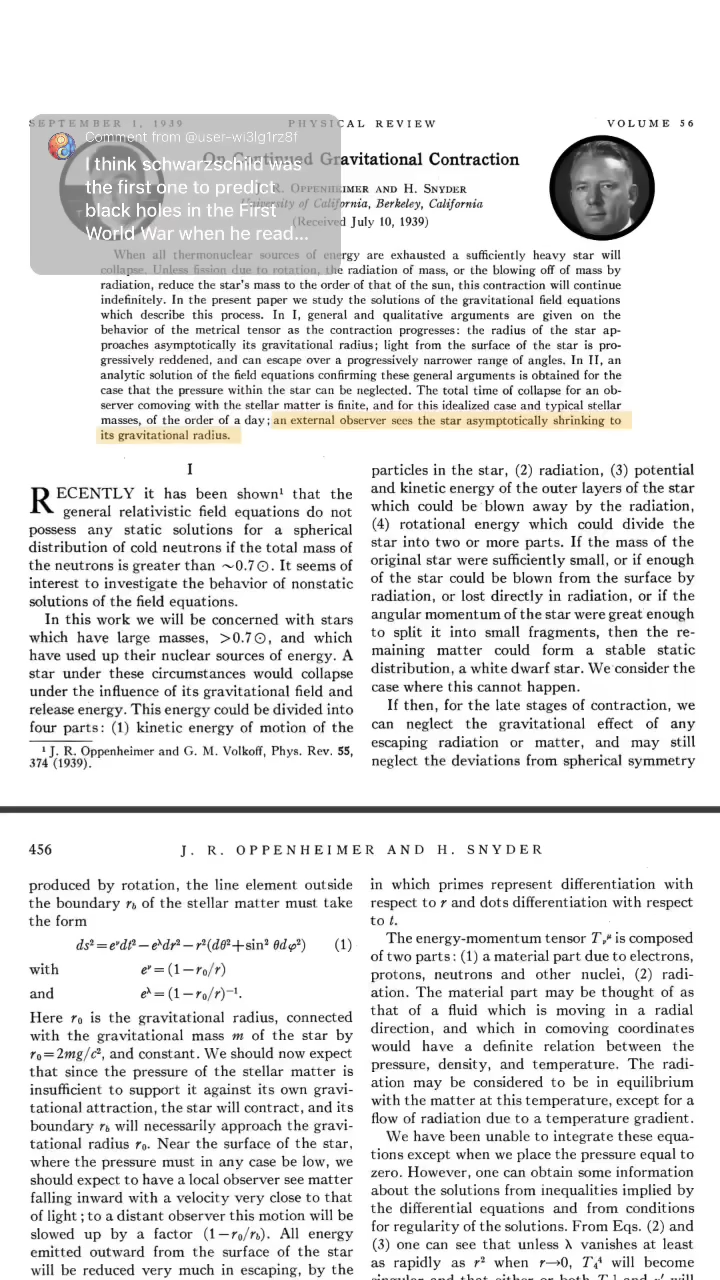 SEPTEMBER 1, 1939 PHYSICAL REVIEW VOLUME 56
Comment from @user-wi3lg1rz8f
I think schwarzschild was
the first one to predict
black holes in the First
World War when he read...
On Continued Gravitational Contraction
J. R. OPPENHEIMER AND H. SNYDER
University of California, Berkeley, California
(Received July 10, 1939)
When all thermonuclear sources of energy are exhausted a sufficiently heavy star will
collapse. Unless fission due to rotation, the radiation of mass, or the blowing off of mass by
radiation, reduce the star's mass to the order of that of the sun, this contraction will continue
indefinitely. In the present paper we study the solutions of the gravitational field equations
which describe this process. In I, general and qualitative arguments are given on the
behavior of the metrical tensor as the contraction progresses: the radius of the star ap-
proaches asymptotically its gravitational radius; light from the surface of the star is pro-
gressively reddened, and can escape over a progressively narrower range of angles. In II, an
analytic solution of the field equations confirming these general arguments is obtained for the
case that the pressure within the star can be neglected. The total time of collapse for an ob-
server comoving with the stellar matter is finite, and for this idealized case and typical stellar
masses, of the order of a day; an external observer sees the star asymptotically shrinking to
its gravitational radius.
I
RECENTLY it has been shown¹ that the
general relativistic field equations do not
possess any static solutions for a spherical
distribution of cold neutrons if the total mass of
the neutrons is greater than ∼0.7☉. It seems of
interest to investigate the behavior of nonstatic
solutions of the field equations.
In this work we will be concerned with stars
which have large masses, >0.7☉, and which
have used up their nuclear sources of energy. A
star under these circumstances would collapse
under the influence of its gravitational field and
release energy. This energy could be divided into
four parts: (1) kinetic energy of motion of the
¹ J. R. Oppenheimer and G. M. Volkoff, Phys. Rev. 55,
374 (1939).
particles in the star, (2) radiation, (3) potential
and kinetic energy of the outer layers of the star
which could be blown away by the radiation,
(4) rotational energy which could divide the
star into two or more parts. If the mass of the
original star were sufficiently small, or if enough
of the star could be blown from the surface by
radiation, or lost directly in radiation, or if the
angular momentum of the star were great enough
to split it into small fragments, then the re-
maining matter could form a stable static
distribution, a white dwarf star. We consider the
case where this cannot happen.
If then, for the late stages of contraction, we
can neglect the gravitational effect of any
escaping radiation or matter, and may still
neglect the deviations from spherical symmetry
456 J. R. OPPENHEIMER AND H. SNYDER
produced by rotation, the line element outside
the boundary r_b of the stellar matter must take
the form
ds²=e^ν dt²−e^λ dr²−r²(dθ²+sin² θdφ²) (1)
with e^ν=(1−r₀/r)
and e^λ=(1−r₀/r)⁻¹.
Here r₀ is the gravitational radius, connected
with the gravitational mass m of the star by
r₀=2mg/c², and constant. We should now expect
that since the pressure of the stellar matter is
insufficient to support it against its own gravi-
tational attraction, the star will contract, and its
boundary r_b will necessarily approach the gravi-
tational radius r₀. Near the surface of the star,
where the pressure must in any case be low, we
should expect to have a local observer see matter
falling inward with a velocity very close to that
of light; to a distant observer this motion will be
slowed up by a factor (1−r₀/r_b). All energy
emitted outward from the surface of the star
will be reduced very much in escaping, by the
in which primes represent differentiation with
respect to r and dots differentiation with respect
to t.
The energy-momentum tensor T_ν^μ is composed
of two parts: (1) a material part due to electrons,
protons, neutrons and other nuclei, (2) radi-
ation. The material part may be thought of as
that of a fluid which is moving in a radial
direction, and which in comoving coordinates
would have a definite relation between the
pressure, density, and temperature. The radi-
ation may be considered to be in equilibrium
with the matter at this temperature, except for a
flow of radiation due to a temperature gradient.
We have been unable to integrate these equa-
tions except when we place the pressure equal to
zero. However, one can obtain some information
about the solutions from inequalities implied by
the differential equations and from conditions
for regularity of the solutions. From Eqs. (2) and
(3) one can see that unless λ vanishes at least
as rapidly as r² when r→0, T₄⁴ will become